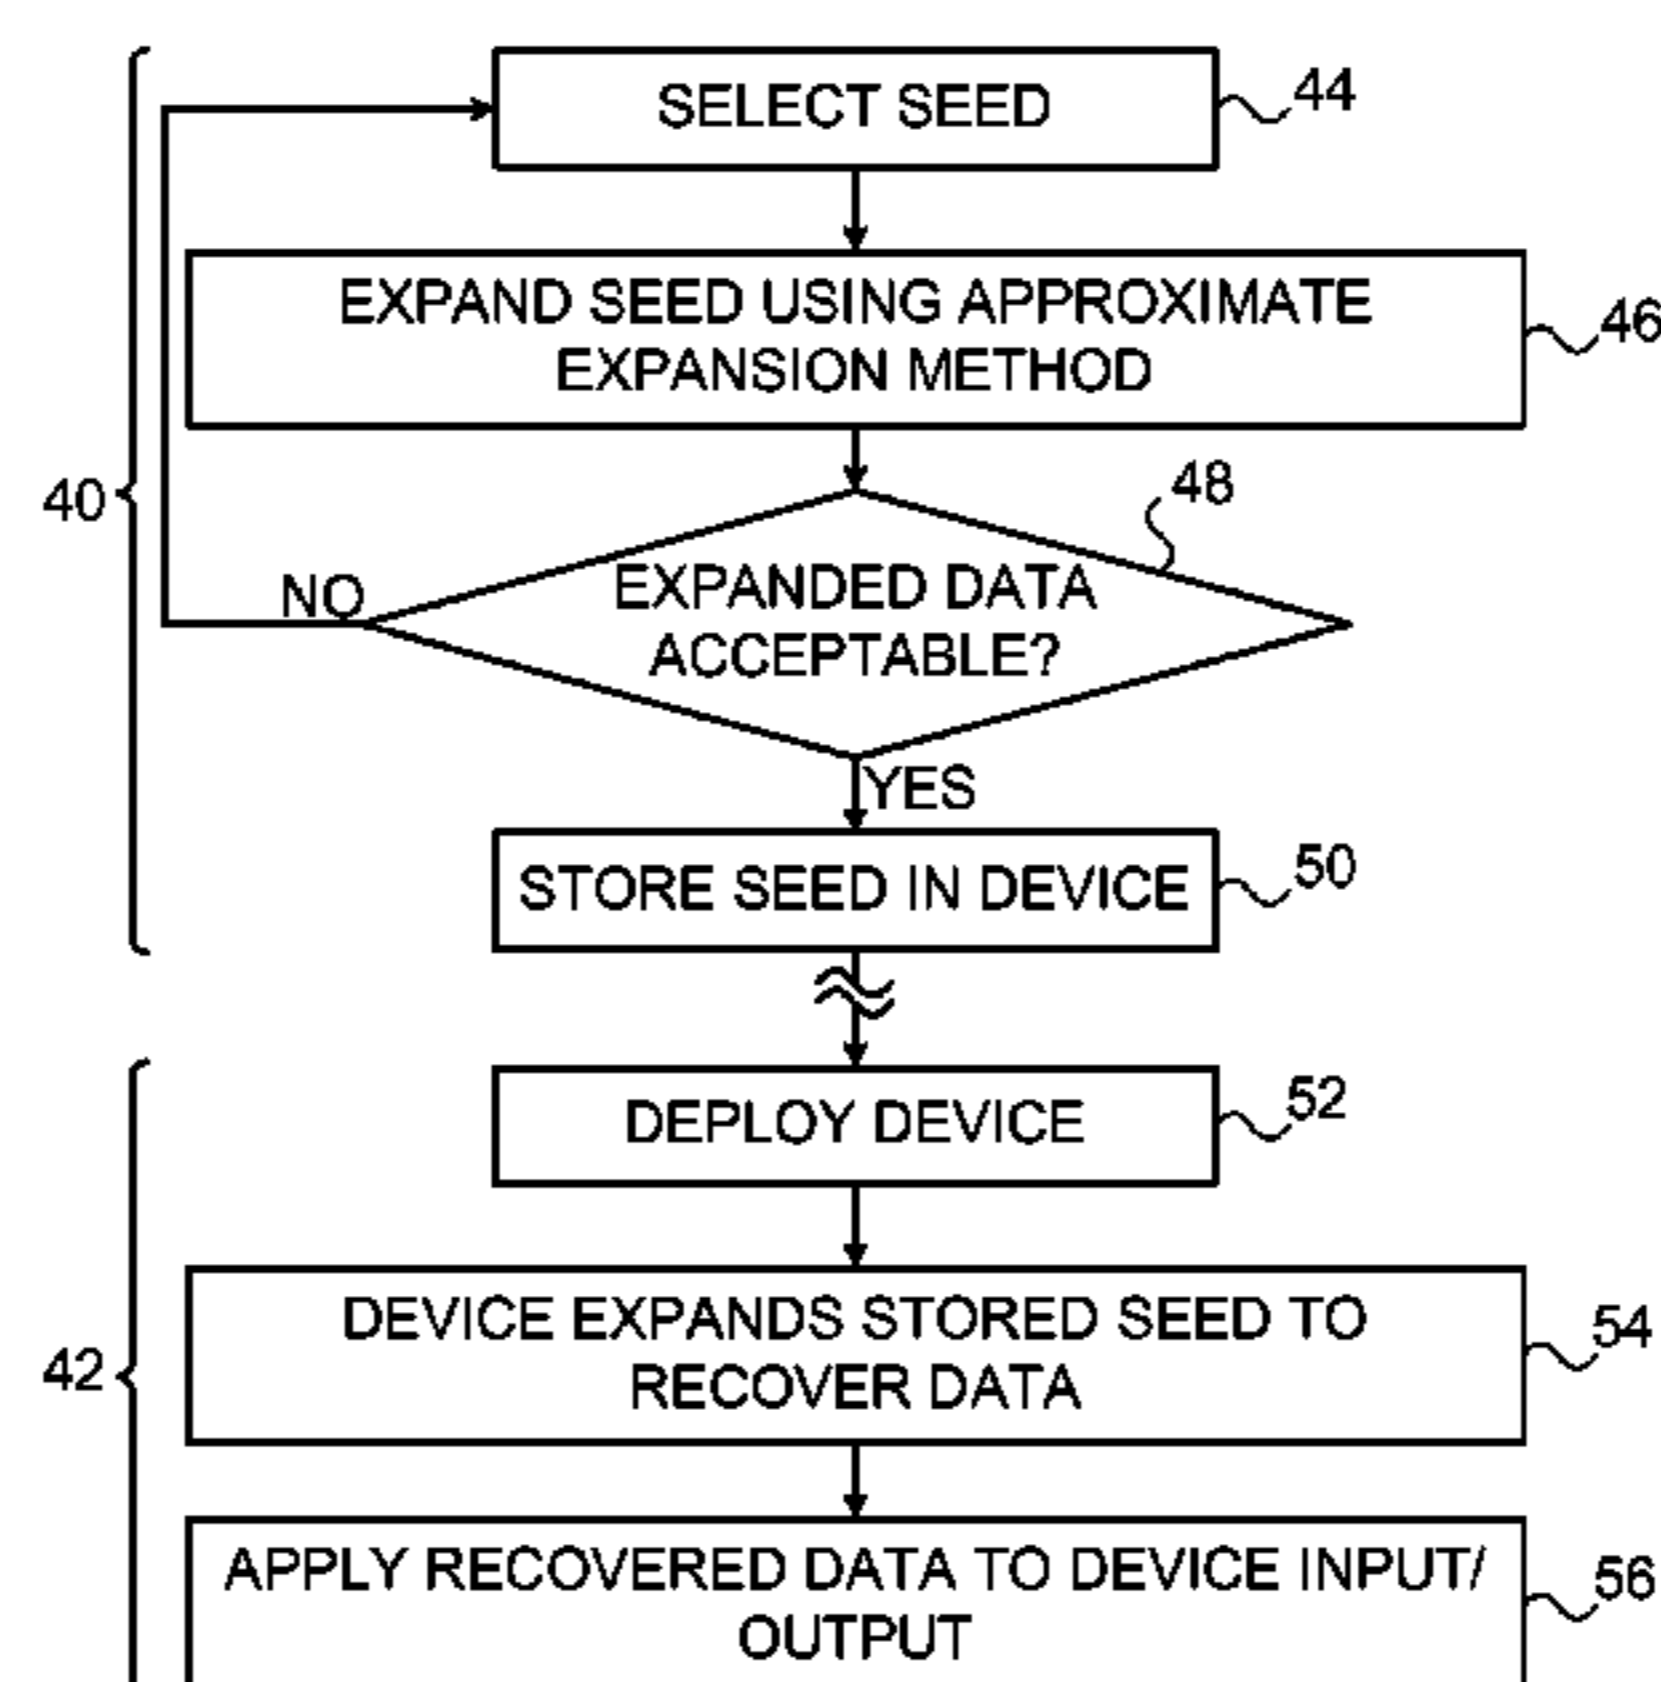 SELECT SEED
44
EXPAND SEED USING APPROXIMATE
EXPANSION METHOD
46
40
48
NO
EXPANDED DATA
ACCEPTABLE?
YES
STORE SEED IN DEVICE
50
DEPLOY DEVICE
52
42
DEVICE EXPANDS STORED SEED TO
RECOVER DATA
54
APPLY RECOVERED DATA TO DEVICE INPUT/
OUTPUT
56